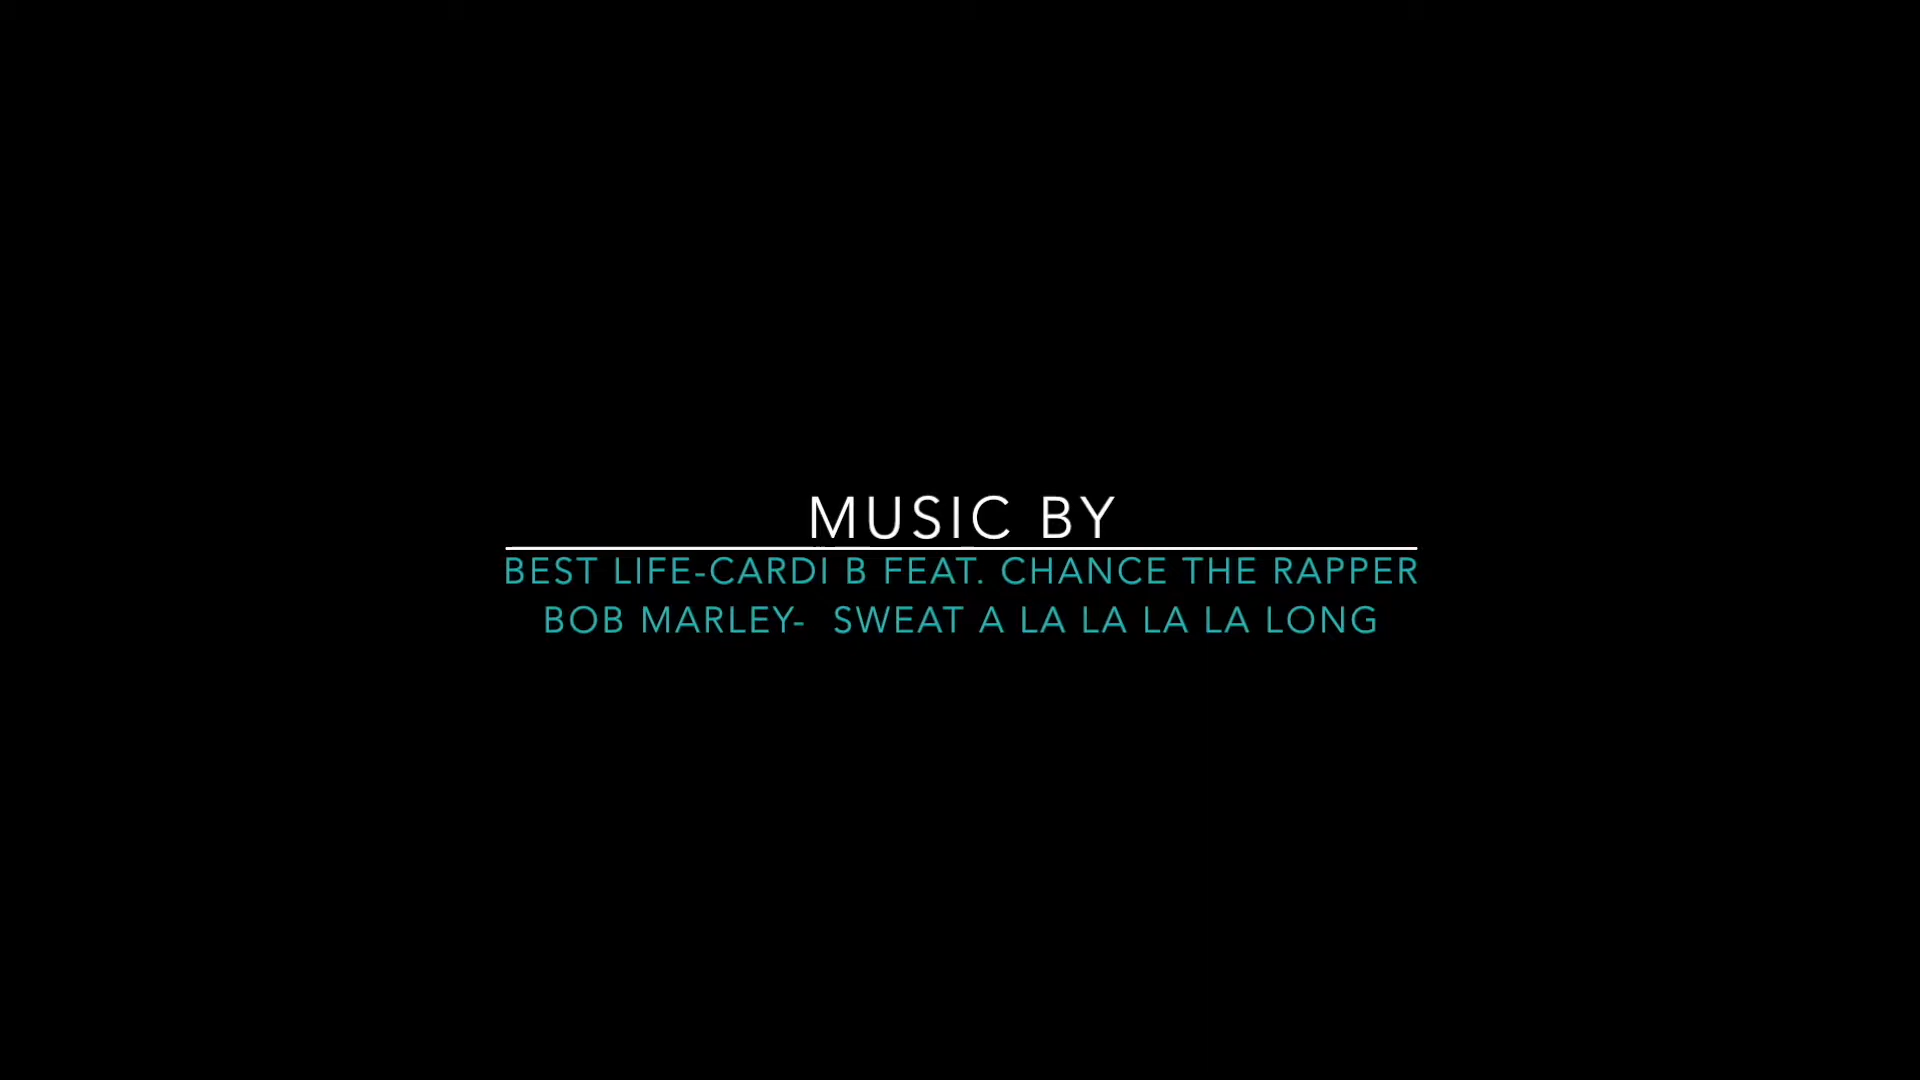 MUSIC BY
BEST LIFE-CARDI B FEAT. CHANCE THE RAPPER
BOB MARLEY-  SWEAT A LA LA LA LA LONG